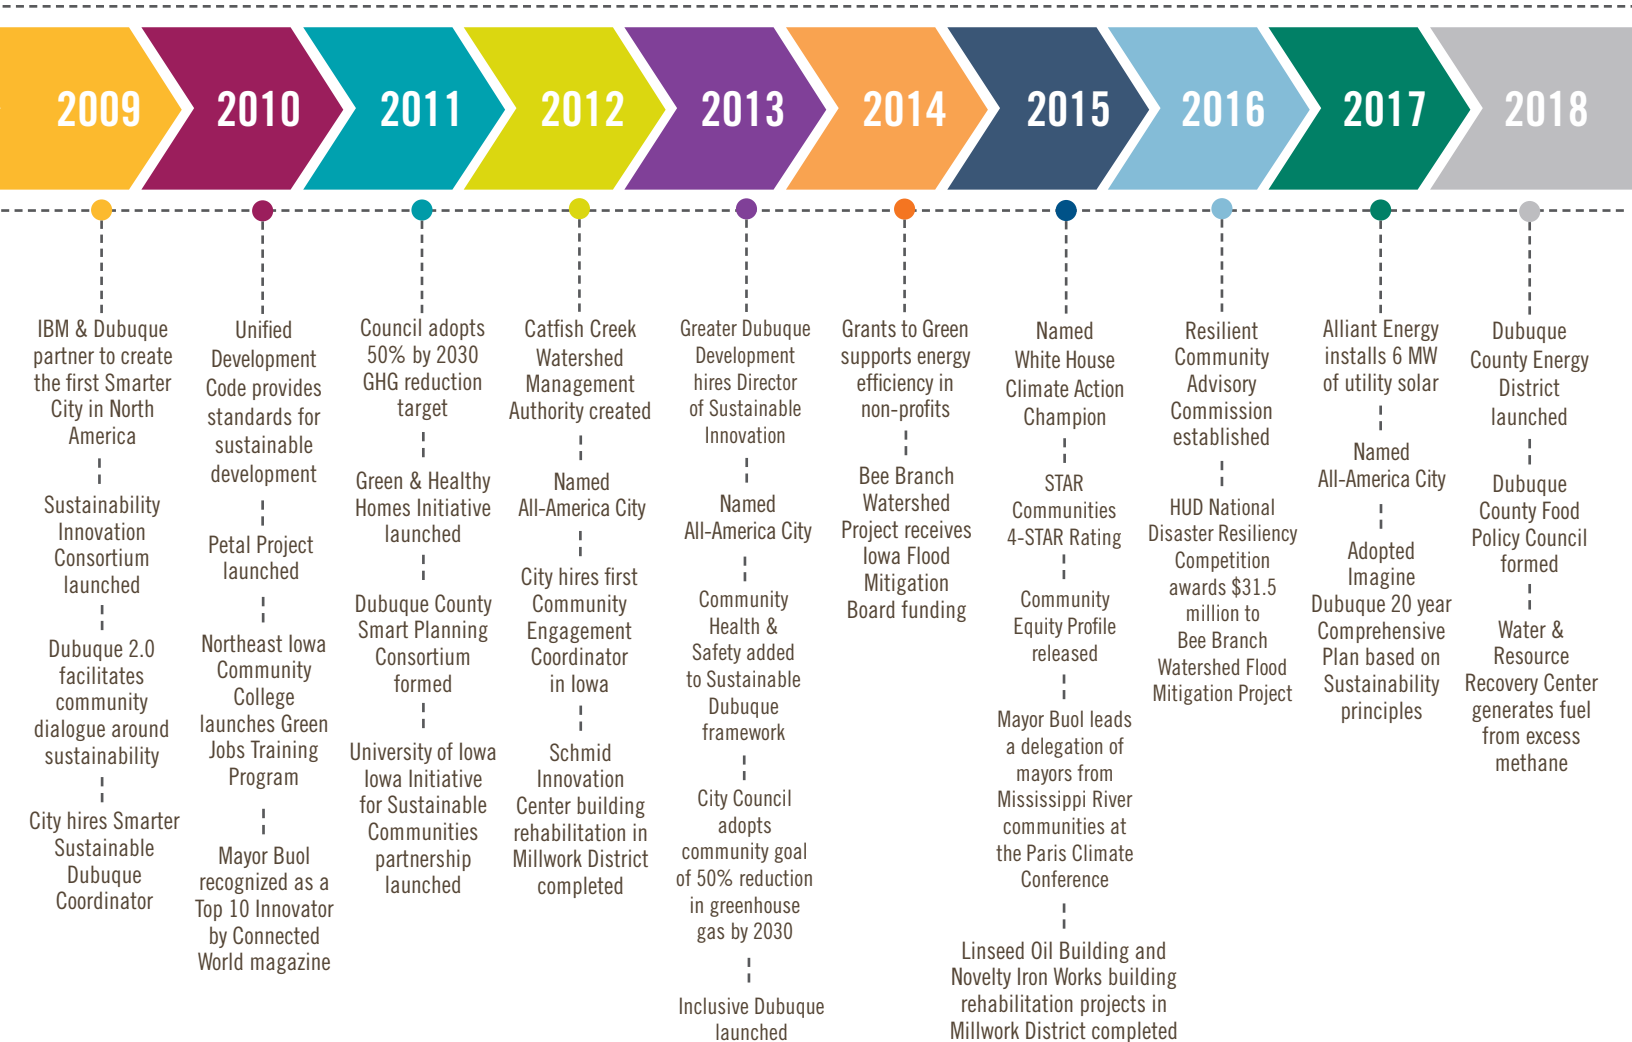 2009
2010
2011
2012
2013
2014
2015
2016
2017
2018
IBM & Dubuque
partner to create
the first Smarter
City in North
America
Sustainability
Innovation
Consortium
launched
Dubuque 2.0
facilitates
community
dialogue around
sustainability
City hires Smarter
Sustainable
Dubuque
Coordinator
Unified
Development
Code provides
standards for
sustainable
development
Petal Project
launched
Northeast Iowa
Community
College
launches Green
Jobs Training
Program
Mayor Buol
recognized as a
Top 10 Innovator
by Connected
World magazine
Council adopts
50% by 2030
GHG reduction
target
Green & Healthy
Homes Initiative
launched
Dubuque County
Smart Planning
Consortium
formed
University of Iowa
Iowa Initiative
for Sustainable
Communities
partnership
launched
Catfish Creek
Watershed
Management
Authority created
Named
All-America City
City hires first
Community
Engagement
Coordinator
in Iowa
Schmid
Innovation
Center building
rehabilitation in
Millwork District
completed
Greater Dubuque
Development
hires Director
of Sustainable
Innovation
Named
All-America City
Community
Health &
Safety added
to Sustainable
Dubuque
framework
City Council
adopts
community goal
of 50% reduction
in greenhouse
gas by 2030
Inclusive Dubuque
launched
Grants to Green
supports energy
efficiency in
non-profits
Bee Branch
Watershed
Project receives
Iowa Flood
Mitigation
Board funding
Named
White House
Climate Action
Champion
STAR
Communities
4-STAR Rating
Community
Equity Profile
released
Mayor Buol leads
a delegation of
mayors from
Mississippi River
communities at
the Paris Climate
Conference
Linseed Oil Building and
Novelty Iron Works building
rehabilitation projects in
Millwork District completed
Resilient
Community
Advisory
Commission
established
HUD National
Disaster Resiliency
Competition
awards $31.5
million to
Bee Branch
Watershed Flood
Mitigation Project
Alliant Energy
installs 6 MW
of utility solar
Named
All-America City
Adopted
Imagine
Dubuque 20 year
Comprehensive
Plan based on
Sustainability
principles
Dubuque
County Energy
District
launched
Dubuque
County Food
Policy Council
formed
Water &
Resource
Recovery Center
generates fuel
from excess
methane